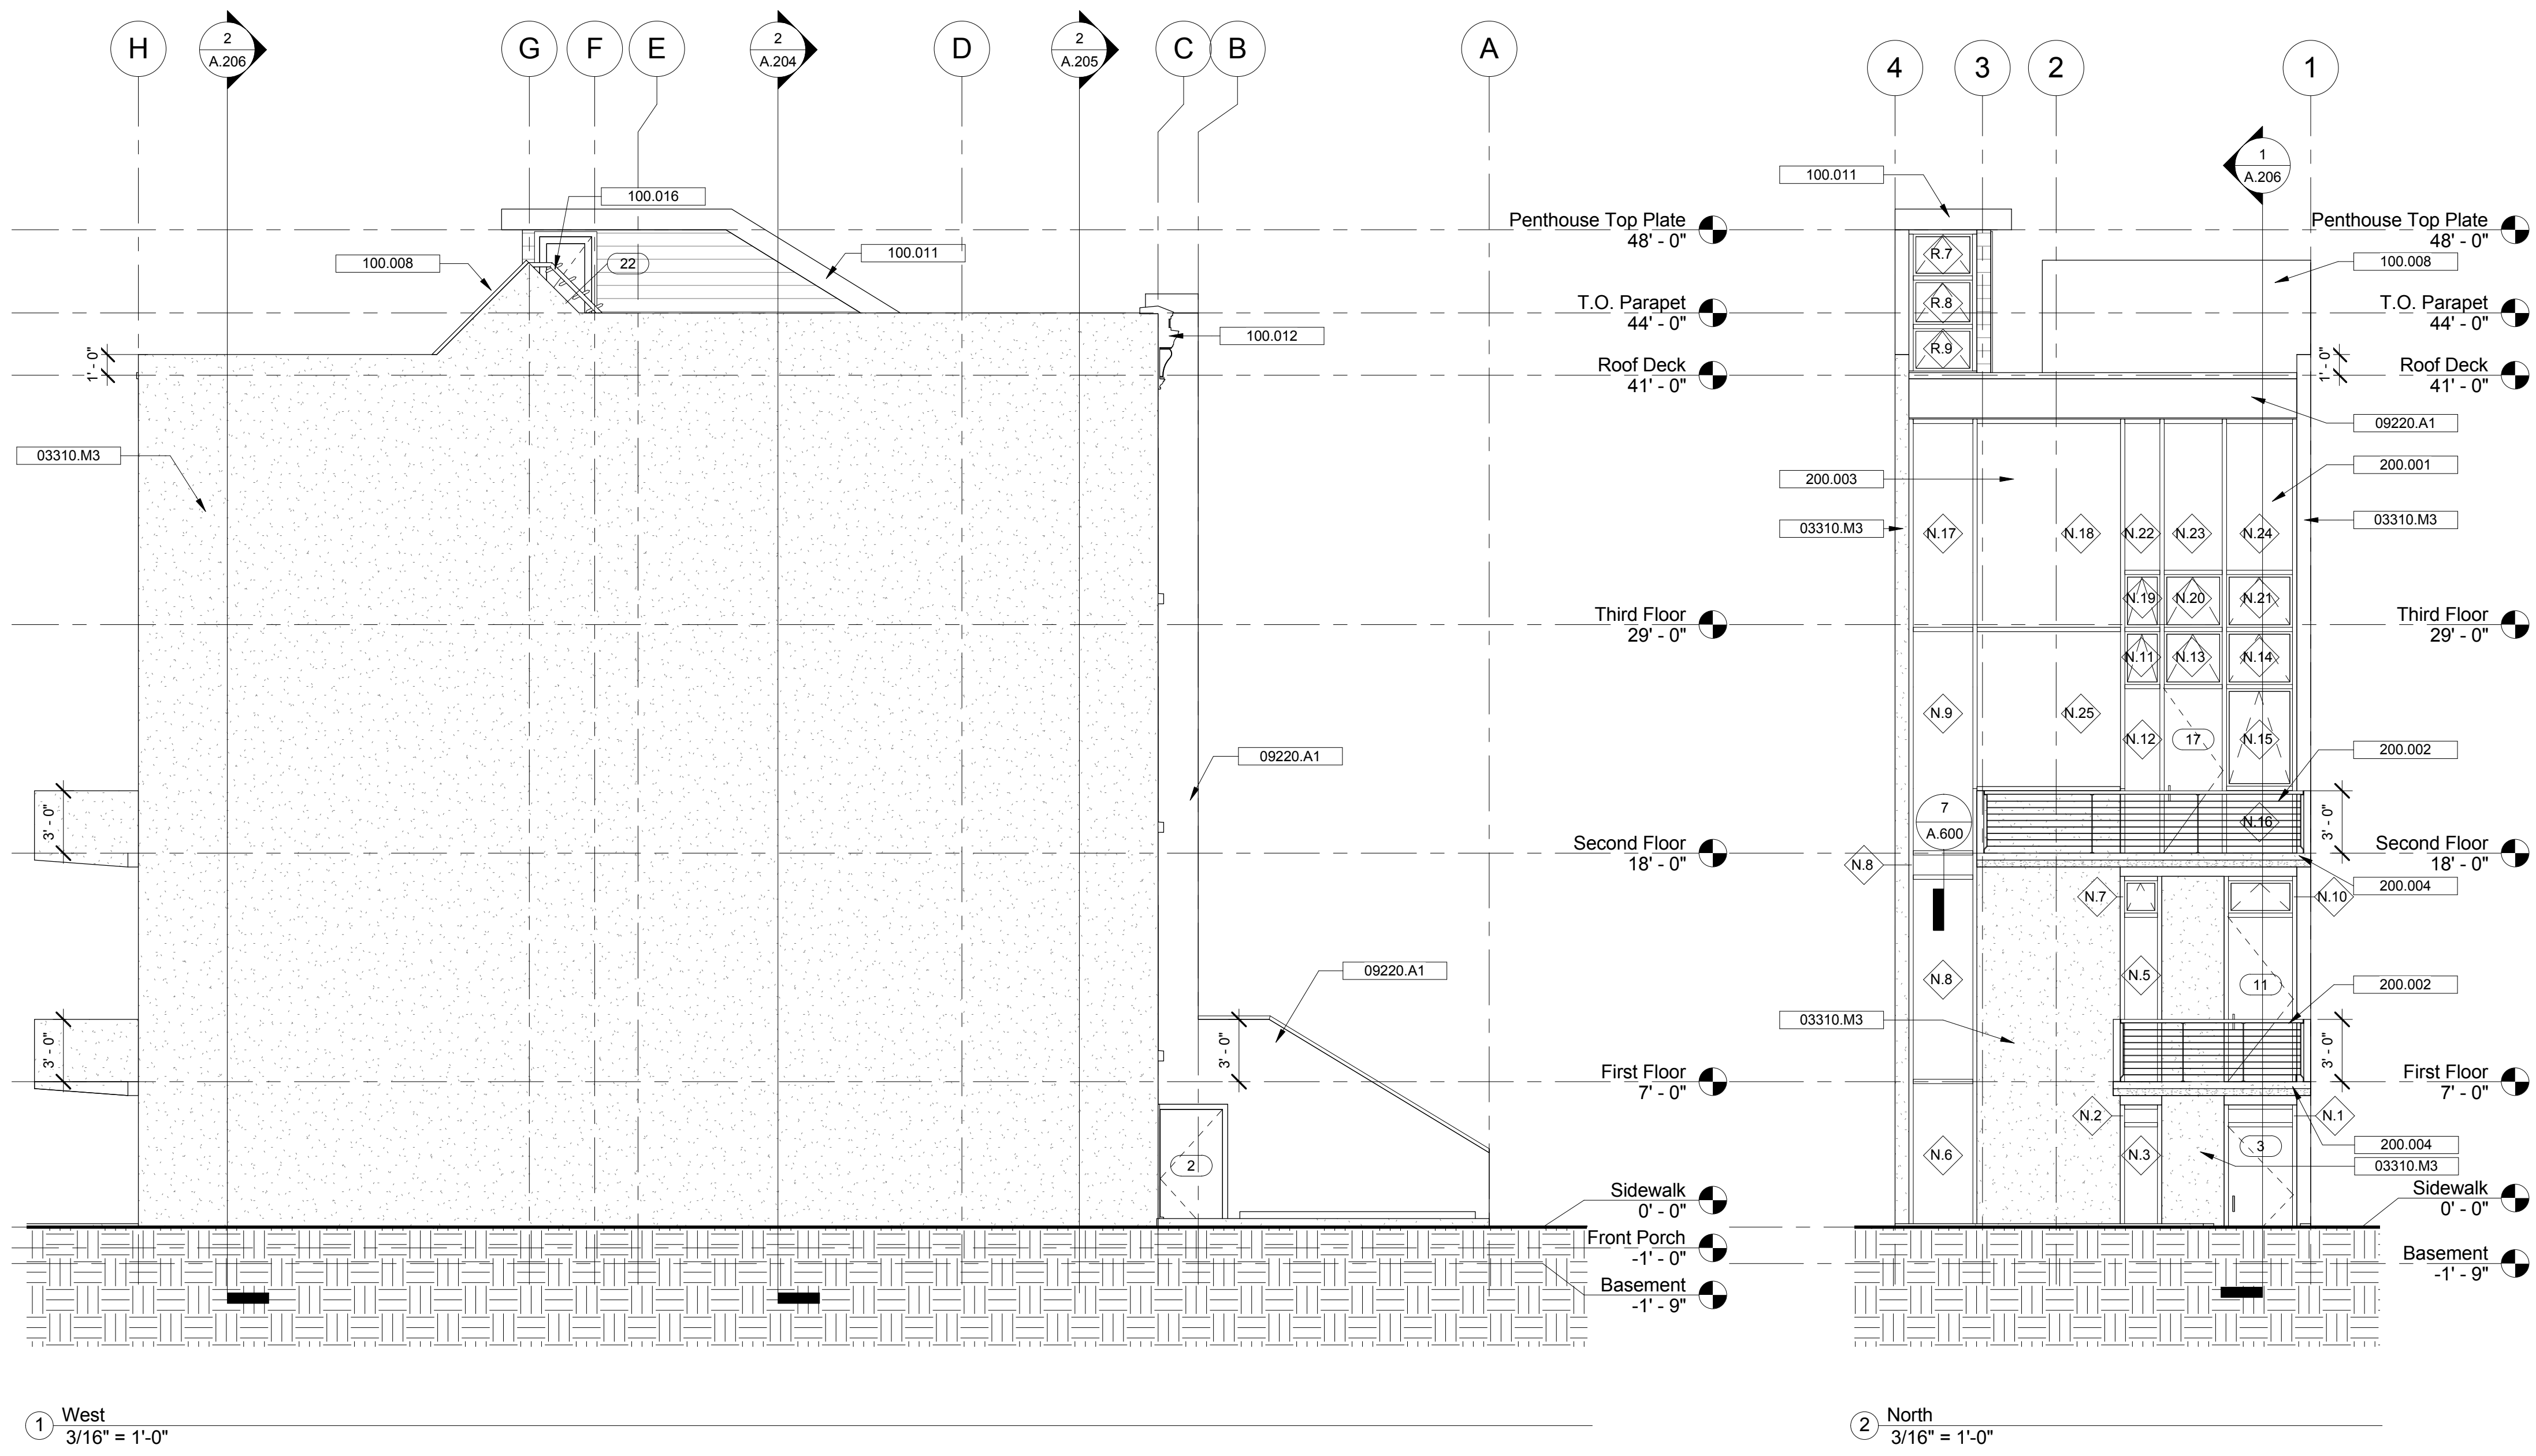 H
2
A.206
G
F
E
2
A.204
D
2
A.205
C
B
A
100.016
100.008
22
100.011
100.012
1' - 0"
03310.M3
3' - 0"
3' - 0"
09220.A1
09220.A1
3' - 0"
2
Penthouse Top Plate
48' - 0"
T.O. Parapet
44' - 0"
Roof Deck
41' - 0"
Third Floor
29' - 0"
Second Floor
18' - 0"
First Floor
7' - 0"
Sidewalk
0' - 0"
Front Porch
-1' - 0"
Basement
-1' - 9"
1
West
3/16" = 1'-0"
4
3
2
1
1
A.206
100.011
R.7
R.8
R.9
100.008
1' - 0"
09220.A1
200.003
200.001
03310.M3
03310.M3
N.17
N.18
N.22
N.23
N.24
N.19
N.20
N.21
N.11
N.13
N.14
N.9
N.25
N.12
17
N.15
200.002
7
A.600
N.16
3' - 0"
N.8
200.004
N.7
N.10
N.8
N.5
11
200.002
03310.M3
3' - 0"
N.2
N.1
N.6
N.3
3
200.004
03310.M3
Penthouse Top Plate
48' - 0"
T.O. Parapet
44' - 0"
Roof Deck
41' - 0"
Third Floor
29' - 0"
Second Floor
18' - 0"
First Floor
7' - 0"
Sidewalk
0' - 0"
Basement
-1' - 9"
2
North
3/16" = 1'-0"